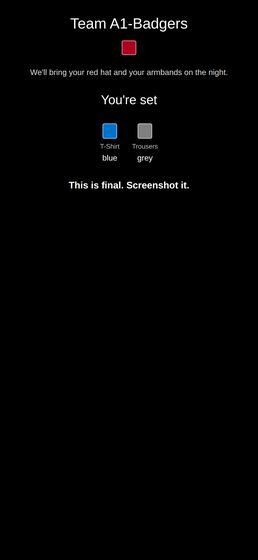 Team A1-Badgers
We'll bring your red hat and your armbands on the night.
You're set
T-Shirt Trousers
blue grey
This is final. Screenshot it.